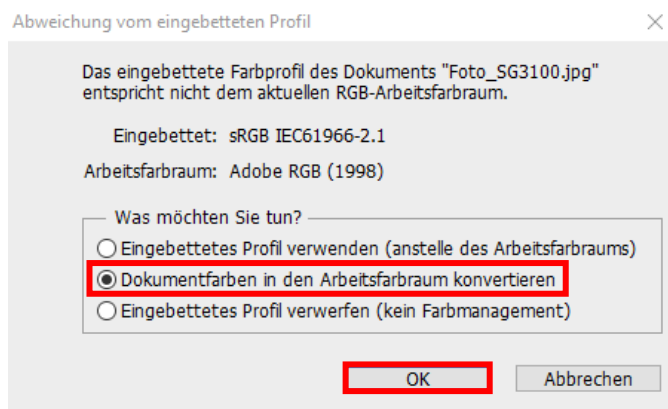 Abweichung vom eingebetteten Profil
Das eingebettete Farbprofil des Dokuments "Foto_SG3100.jpg"
entspricht nicht dem aktuellen RGB-Arbeitsfarbraum.
Eingebettet: sRGB IEC61966-2.1
Arbeitsfarbraum: Adobe RGB (1998)
Was möchten Sie tun?
Eingebettetes Profil verwenden (anstelle des Arbeitsfarbraums)
Dokumentfarben in den Arbeitsfarbraum konvertieren
Eingebettetes Profil verwerfen (kein Farbmanagement)
OK Abbrechen